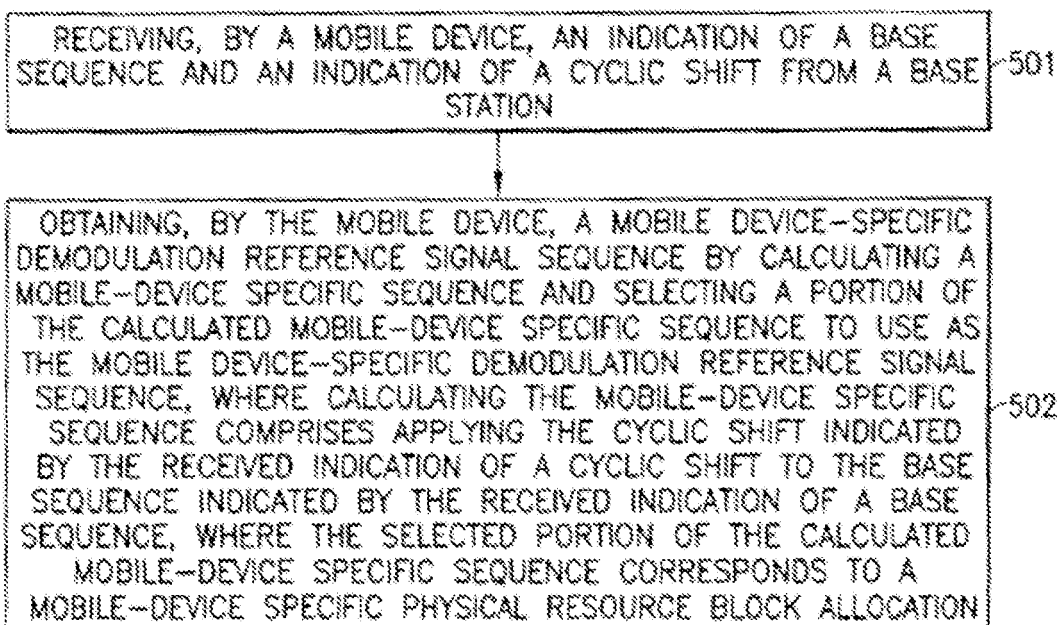 RECEIVING, BY A MOBILE DEVICE, AN INDICATION OF A BASE
SEQUENCE AND AN INDICATION OF A CYCLIC SHIFT FROM A BASE
STATION
501
OBTAINING, BY THE MOBILE DEVICE, A MOBILE DEVICE-SPECIFIC
DEMODULATION REFERENCE SIGNAL SEQUENCE BY CALCULATING A
MOBILE-DEVICE SPECIFIC SEQUENCE AND SELECTING A PORTION OF
THE CALCULATED MOBILE-DEVICE SPECIFIC SEQUENCE TO USE AS
THE MOBILE DEVICE-SPECIFIC DEMODULATION REFERENCE SIGNAL
SEQUENCE, WHERE CALCULATING THE MOBILE-DEVICE SPECIFIC
SEQUENCE COMPRISES APPLYING THE CYCLIC SHIFT INDICATED
BY THE RECEIVED INDICATION OF A CYCLIC SHIFT TO THE BASE
SEQUENCE INDICATED BY THE RECEIVED INDICATION OF A BASE
SEQUENCE, WHERE THE SELECTED PORTION OF THE CALCULATED
MOBILE-DEVICE SPECIFIC SEQUENCE CORRESPONDS TO A
MOBILE-DEVICE SPECIFIC PHYSICAL RESOURCE BLOCK ALLOCATION
502